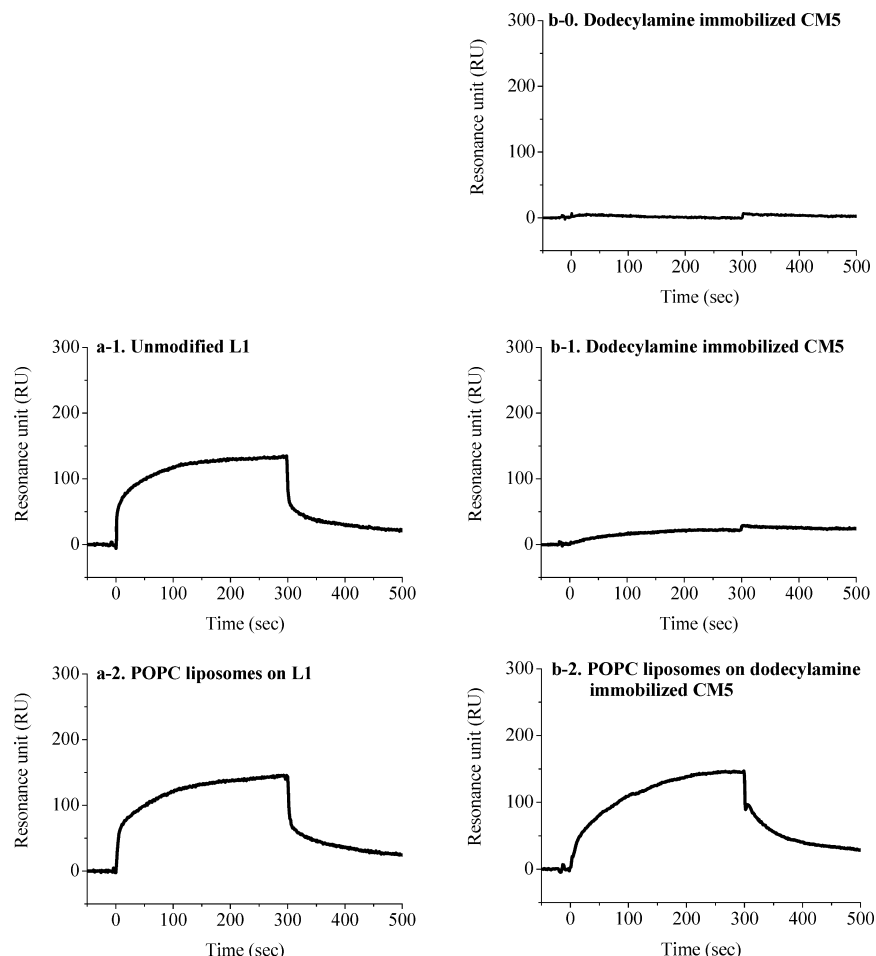 b-0. Dodecylamine immobilized CM5
Resonance unit (RU)
300
200
100
0
0 100 200 300 400 500
Time (sec)
a-1. Unmodified L1
Resonance unit (RU)
300
200
100
0
0 100 200 300 400 500
Time (sec)
b-1. Dodecylamine immobilized CM5
Resonance unit (RU)
300
200
100
0
0 100 200 300 400 500
Time (sec)
a-2. POPC liposomes on L1
Resonance unit (RU)
300
200
100
0
0 100 200 300 400 500
Time (sec)
b-2. POPC liposomes on dodecylamine
immobilized CM5
Resonance unit (RU)
300
200
100
0
0 100 200 300 400 500
Time (sec)